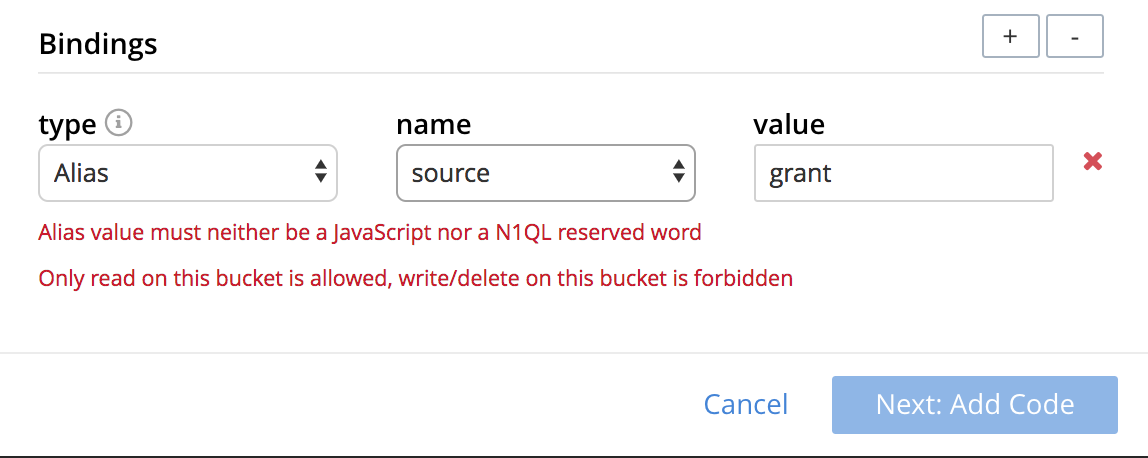 Bindings
+ -
type i name value
Alias source grant
Alias value must neither be a JavaScript nor a N1QL reserved word
Only read on this bucket is allowed, write/delete on this bucket is forbidden
Cancel Next: Add Code